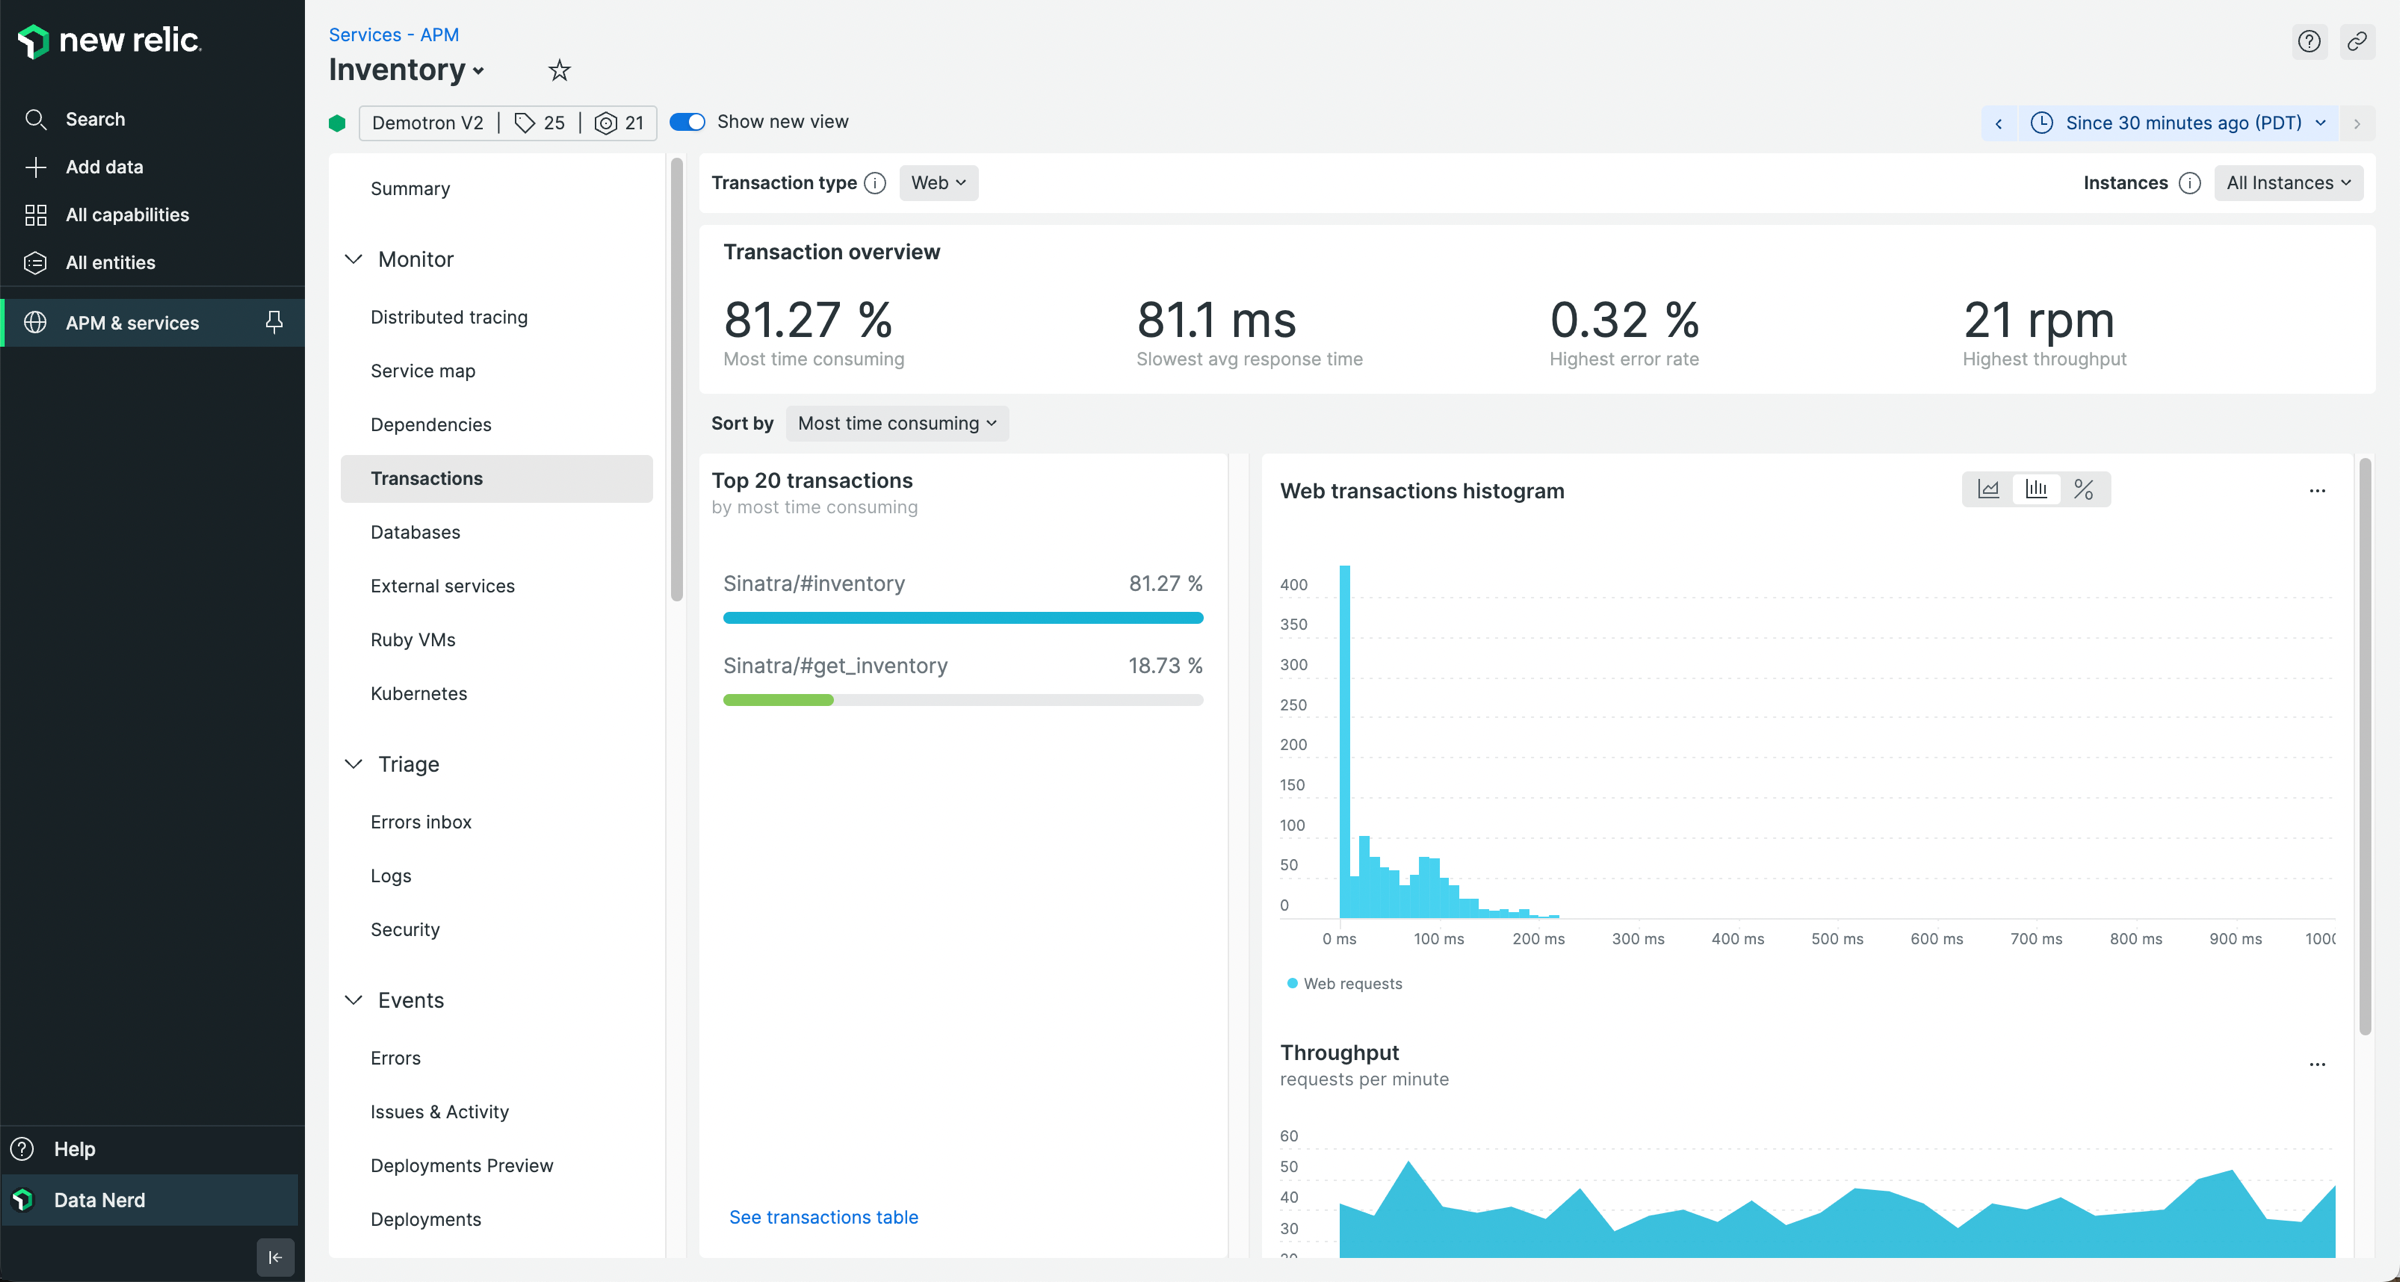 new relic.
Search
Add data
All capabilities
All entities
APM & services
Help
Data Nerd
Services - APM
Inventory
Demotron V2 | 25 | 21
Show new view
Since 30 minutes ago (PDT)
Summary
Monitor
Distributed tracing
Service map
Dependencies
Transactions
Databases
External services
Ruby VMs
Kubernetes
Triage
Errors inbox
Logs
Security
Events
Errors
Issues & Activity
Deployments Preview
Deployments
Transaction type Web
Instances All Instances
Transaction overview
81.27 %
Most time consuming
81.1 ms
Slowest avg response time
0.32 %
Highest error rate
21 rpm
Highest throughput
Sort by Most time consuming
Top 20 transactions
by most time consuming
Sinatra/#inventory 81.27 %
Sinatra/#get_inventory 18.73 %
See transactions table
Web transactions histogram
400
350
300
250
200
150
100
50
0
0 ms 100 ms 200 ms 300 ms 400 ms 500 ms 600 ms 700 ms 800 ms 900 ms
Web requests
Throughput
requests per minute
60
50
40
30